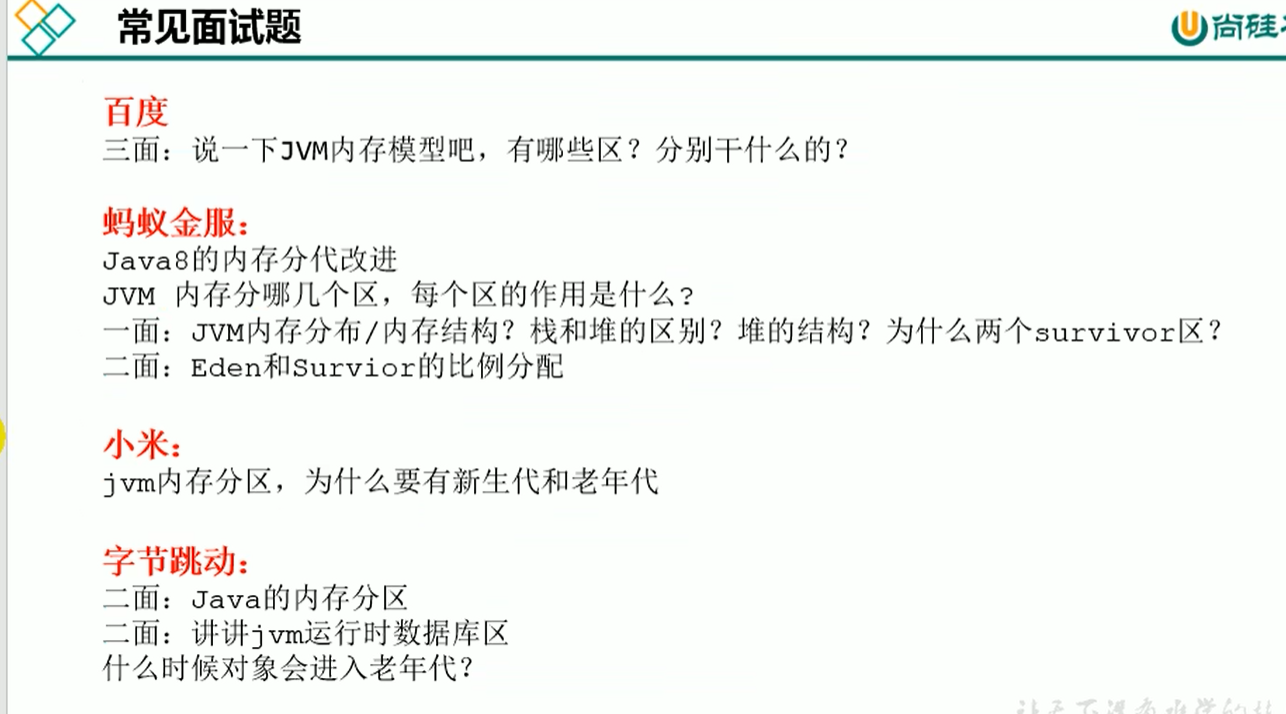 常见面试题
尚硅
百度
三面：说一下JVM内存模型吧，有哪些区？分别干什么的？
蚂蚁金服：
Java8的内存分代改进
JVM 内存分哪几个区，每个区的作用是什么?
一面：JVM内存分布/内存结构？栈和堆的区别？堆的结构？为什么两个survivor区？
二面：Eden和Survior的比例分配
小米：
jvm内存分区，为什么要有新生代和老年代
字节跳动：
二面：Java的内存分区
二面：讲讲jvm运行时数据库区
什么时候对象会进入老年代？